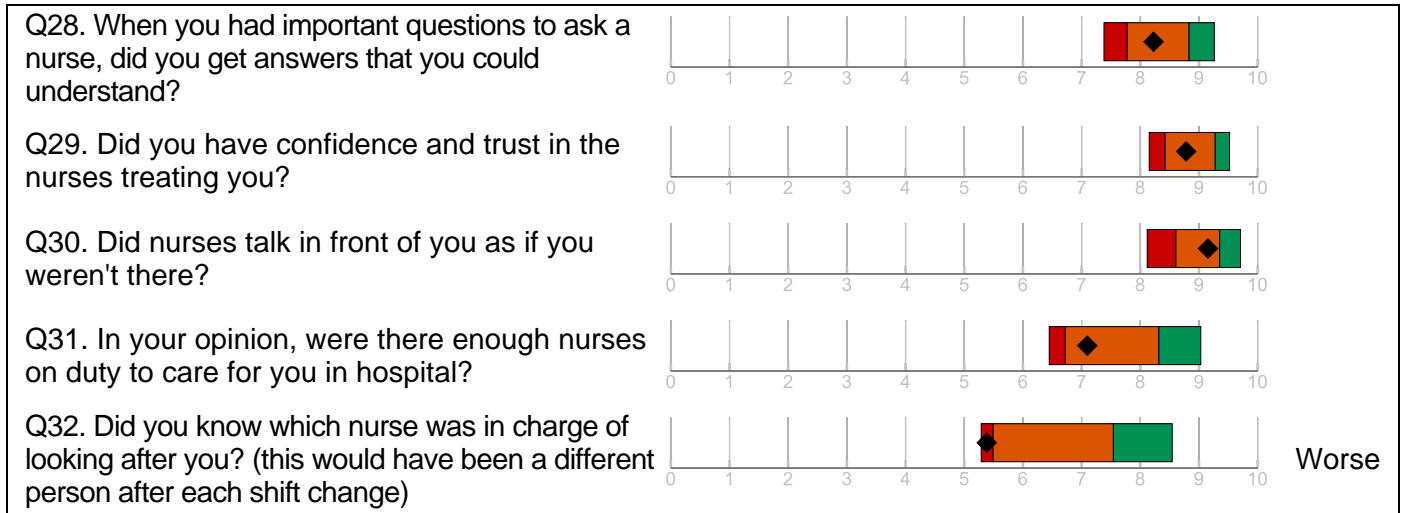 Q28. When you had important questions to ask a
nurse, did you get answers that you could
understand?
0 1 2 3 4 5 6 7 8 9 10
Q29. Did you have confidence and trust in the
nurses treating you?
0 1 2 3 4 5 6 7 8 9 10
Q30. Did nurses talk in front of you as if you
weren't there?
0 1 2 3 4 5 6 7 8 9 10
Q31. In your opinion, were there enough nurses
on duty to care for you in hospital?
0 1 2 3 4 5 6 7 8 9 10
Q32. Did you know which nurse was in charge of
looking after you? (this would have been a different
person after each shift change)
0 1 2 3 4 5 6 7 8 9 10
Worse